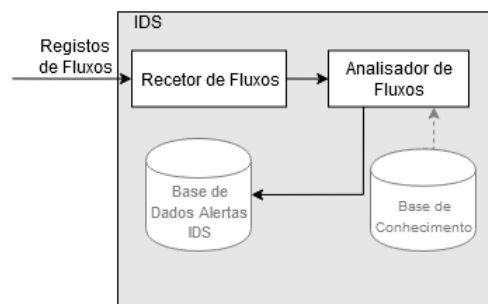 IDS
Registos
de Fluxos
Recetor de Fluxos
Analisador de
Fluxos
Base de
Dados Alertas
IDS
Base de
Conhecimento